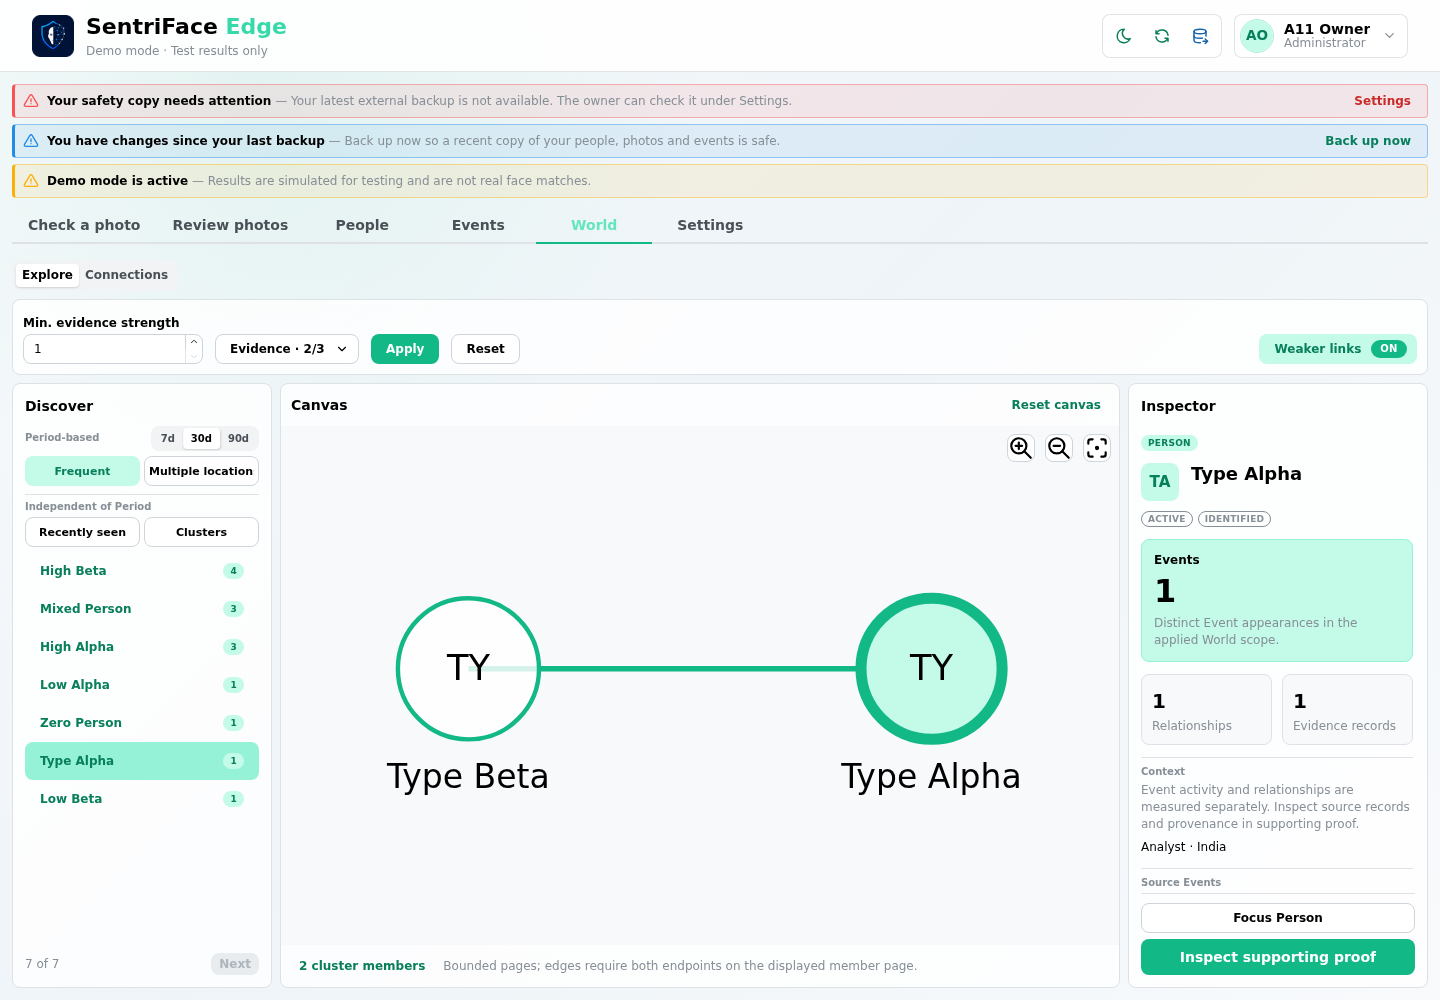 SentriFace Edge
Demo mode · Test results only
AO
A11 Owner
Administrator
Your safety copy needs attention — Your latest external backup is not available. The owner can check it under Settings.
Settings
You have changes since your last backup — Back up now so a recent copy of your people, photos and events is safe.
Back up now
Demo mode is active — Results are simulated for testing and are not real face matches.
Check a photo
Review photos
People
Events
World
Settings
Explore
Connections
Min. evidence strength
1
Evidence · 2/3
Apply
Reset
Weaker links ON
Discover
Period-based
7d
30d
90d
Frequent
Multiple location
Independent of Period
Recently seen
Clusters
High Beta 4
Mixed Person 3
High Alpha 3
Low Alpha 1
Zero Person 1
Type Alpha 1
Low Beta 1
7 of 7
Next
Canvas
Reset canvas
TY
Type Beta
TY
Type Alpha
2 cluster members
Bounded pages; edges require both endpoints on the displayed member page.
Inspector
PERSON
TA
Type Alpha
ACTIVE
IDENTIFIED
Events
1
Distinct Event appearances in the
applied World scope.
1
Relationships
1
Evidence records
Context
Event activity and relationships are
measured separately. Inspect source records
and provenance in supporting proof.
Analyst · India
Source Events
Focus Person
Inspect supporting proof